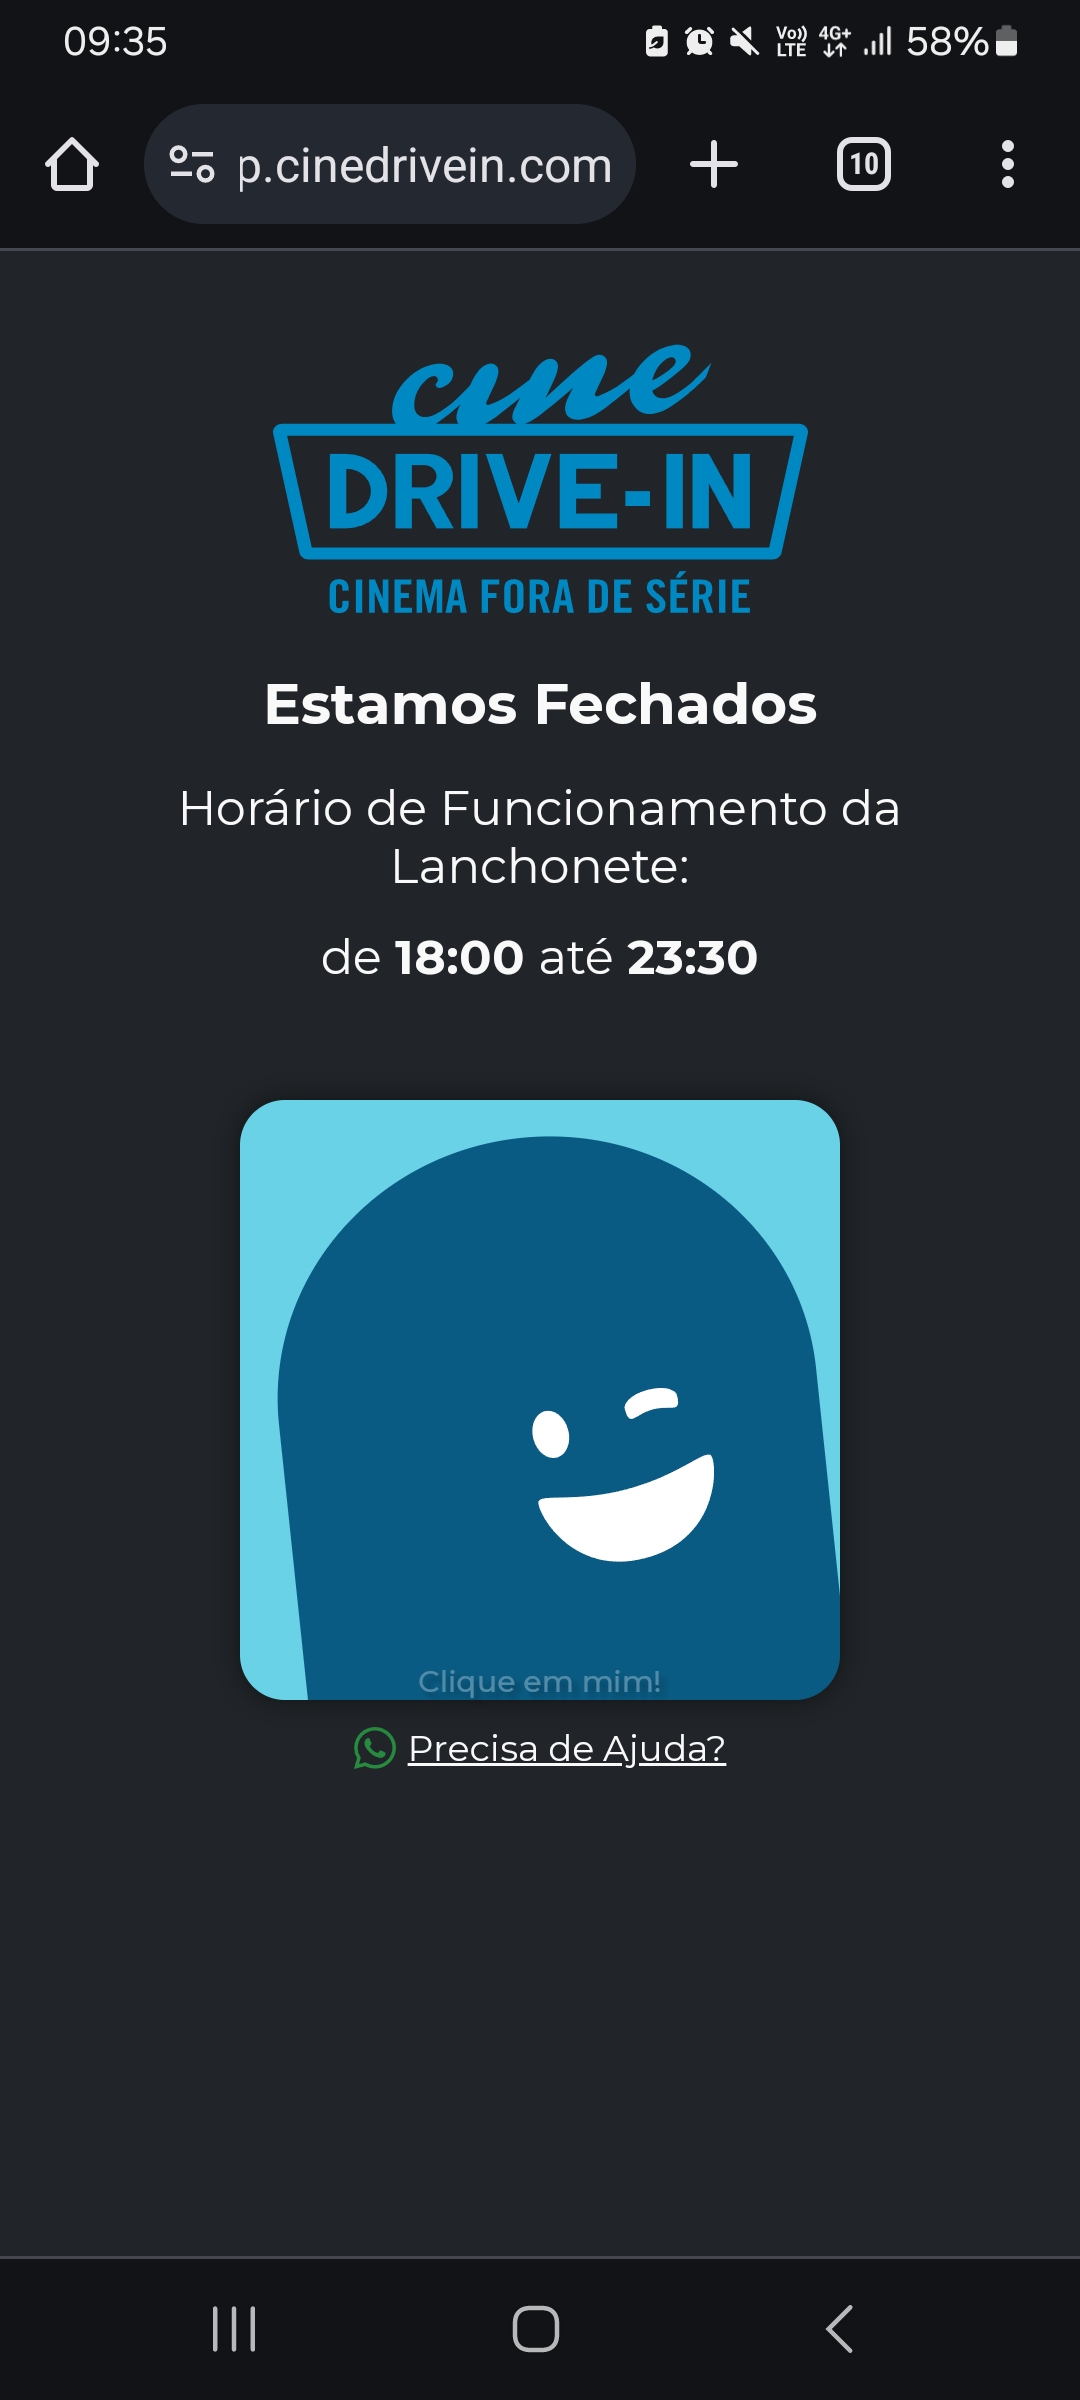 09:35
Vo)) LTE
4G+
58%
p.cinedrivein.com
10
cine
DRIVE-IN
CINEMA FORA DE SÉRIE
Estamos Fechados
Horário de Funcionamento da
Lanchonete:
de 18:00 até 23:30
Clique em mim!
Precisa de Ajuda?